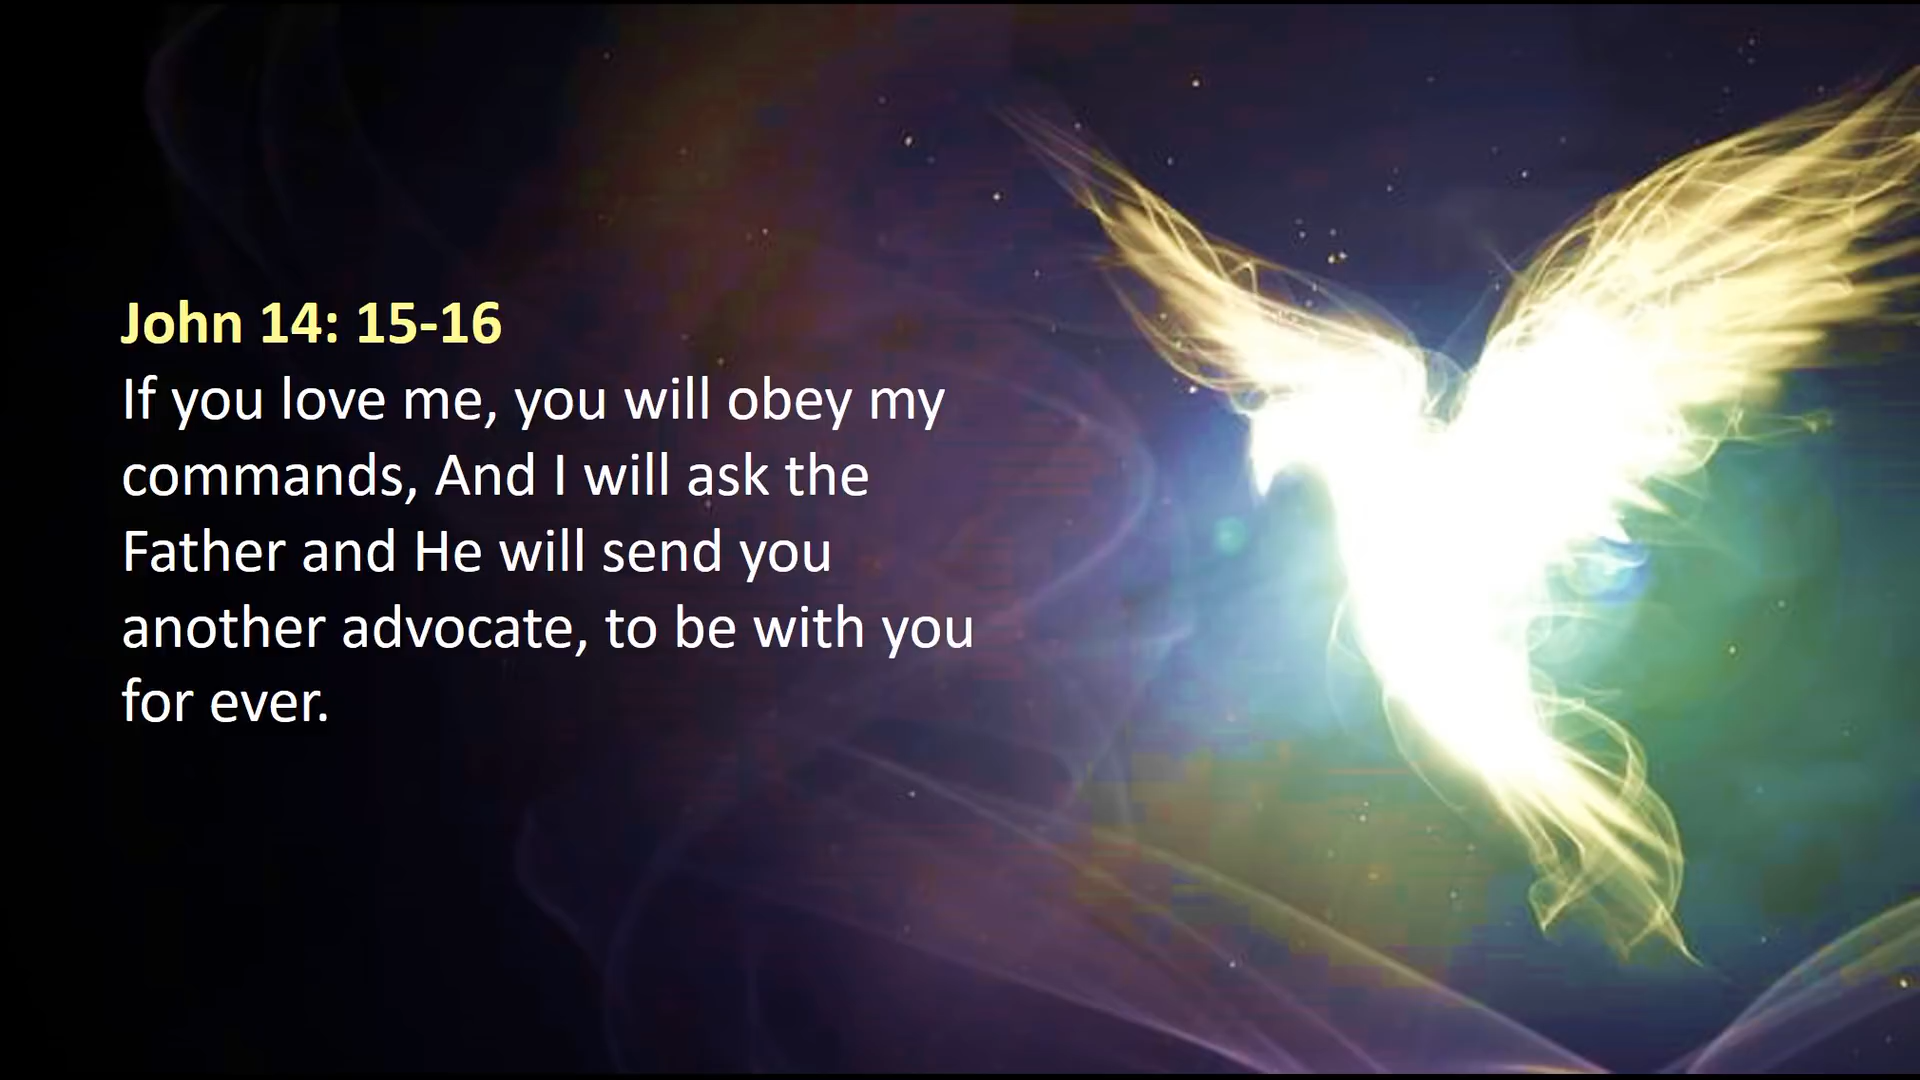 John 14: 15-16
If you love me, you will obey my
commands, And I will ask the
Father and He will send you
another advocate, to be with you
for ever.